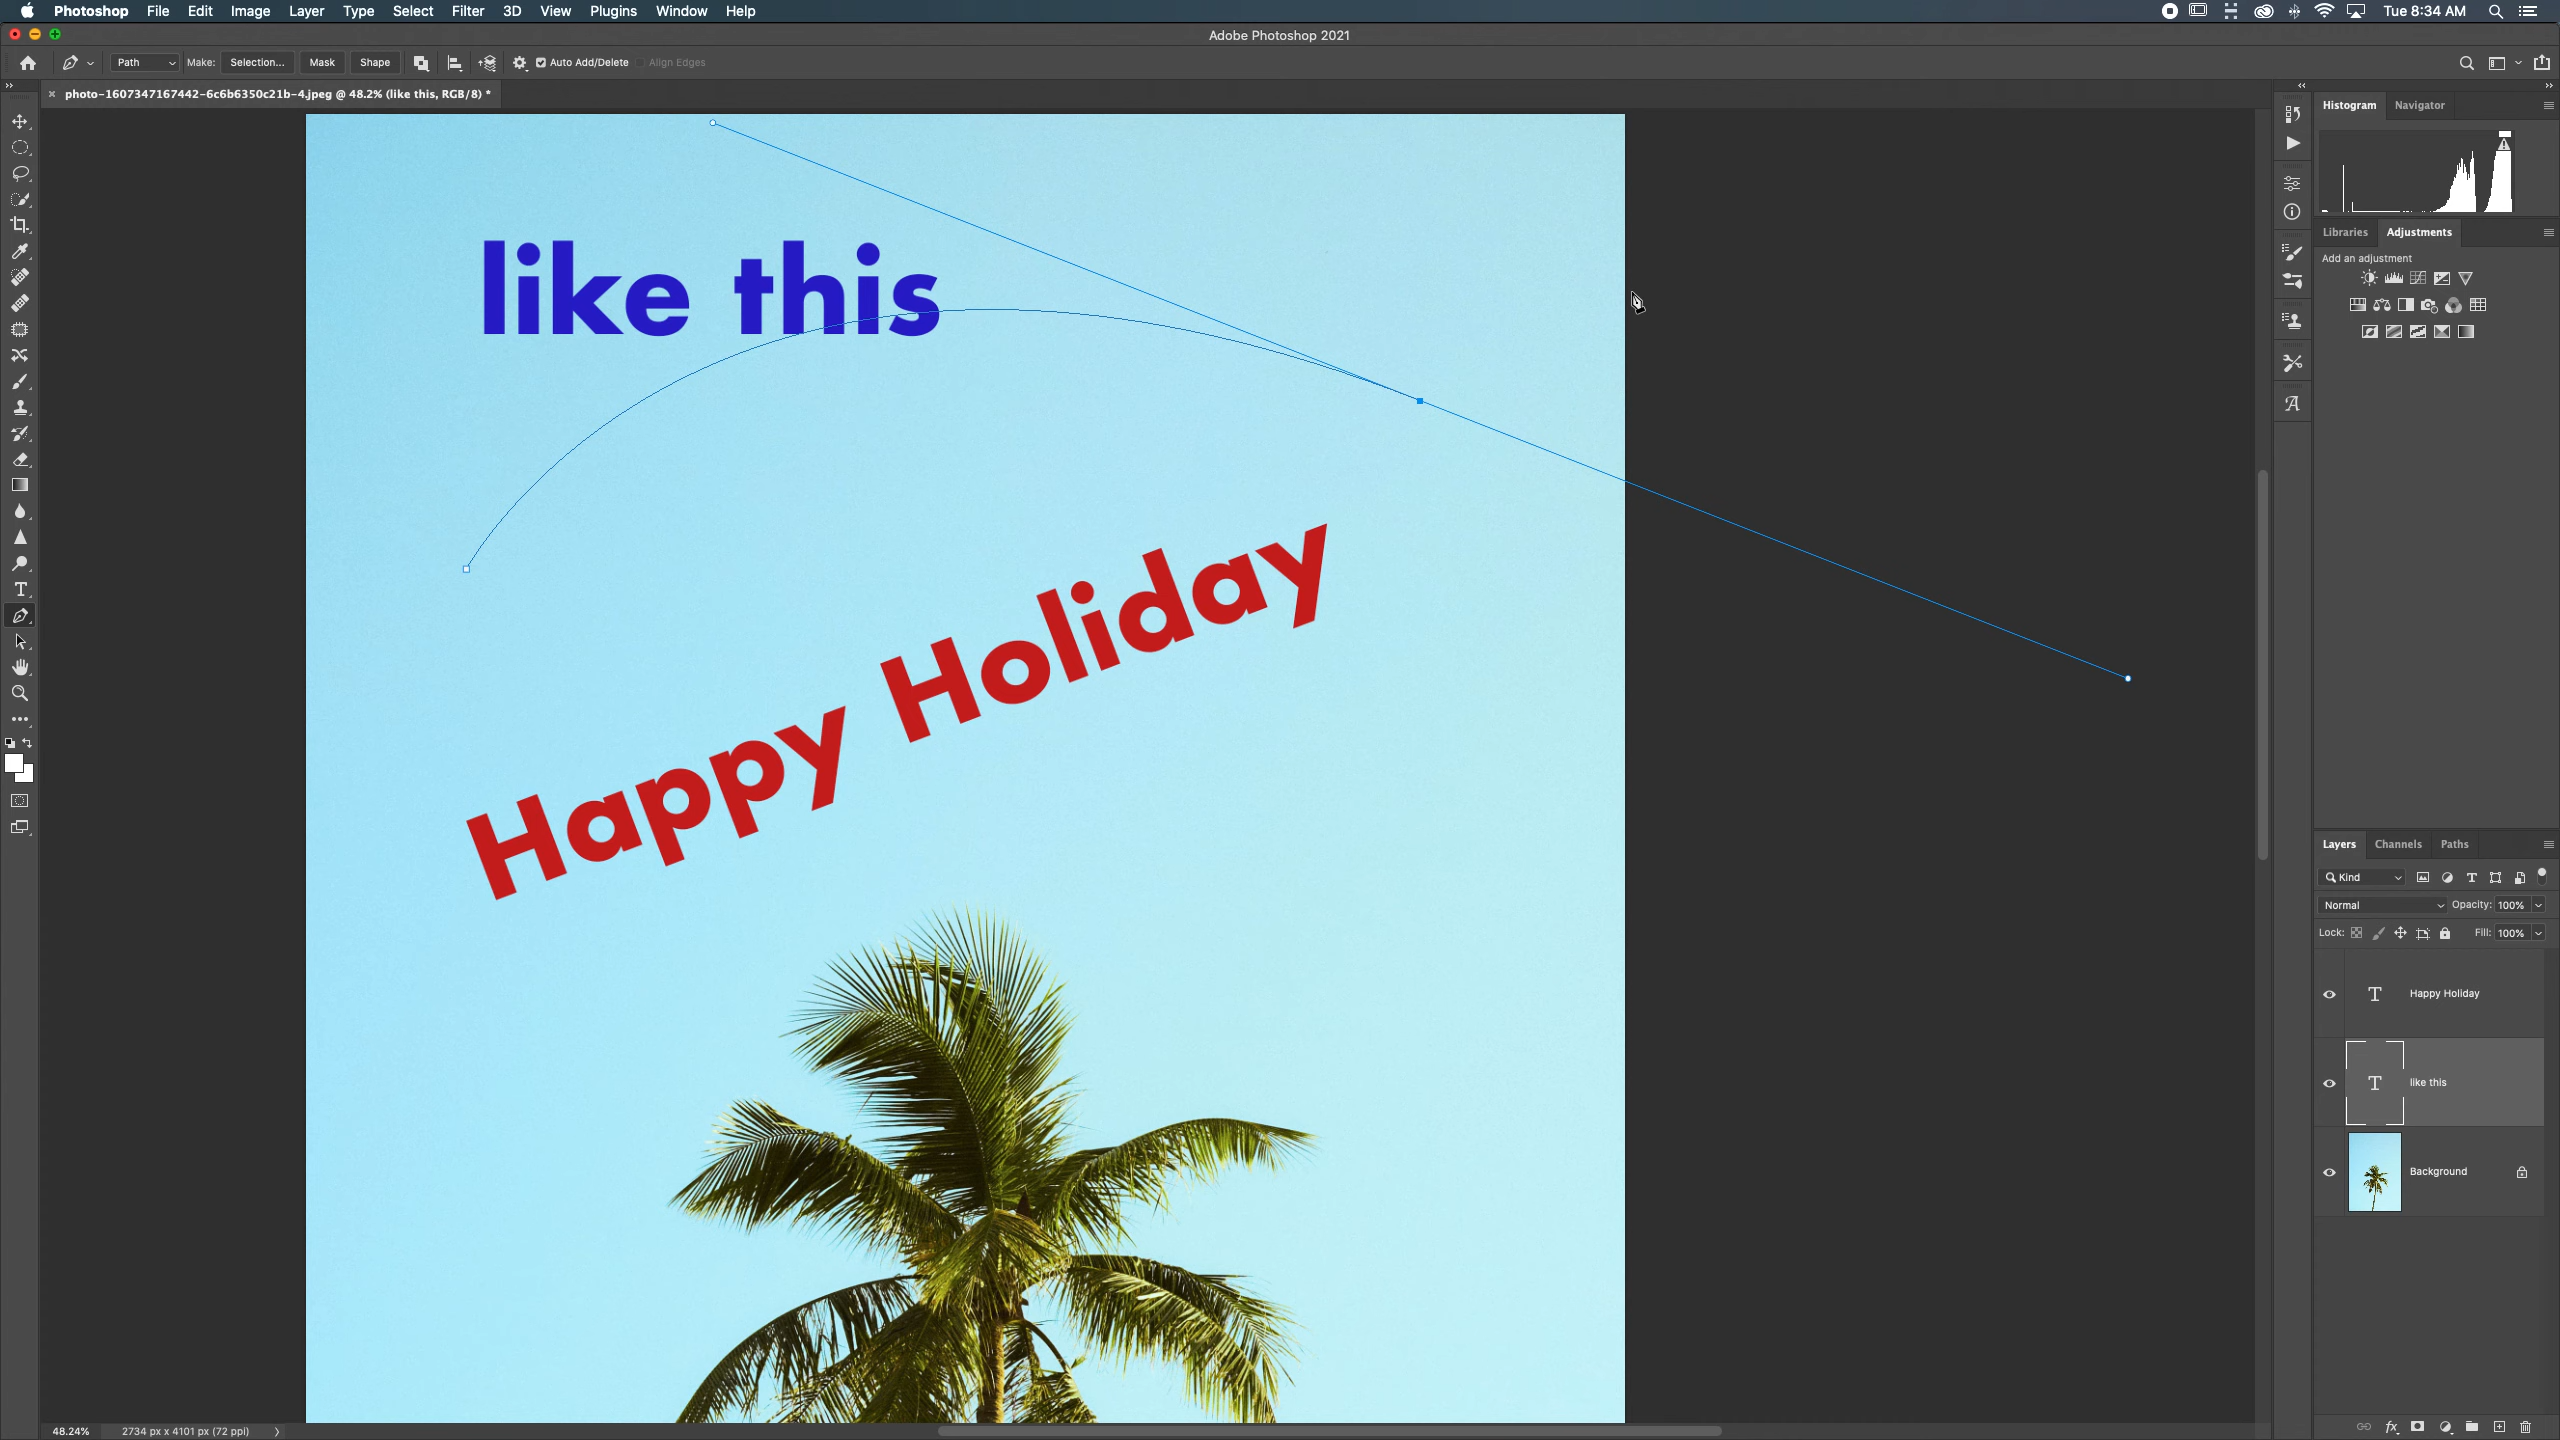 Photoshop File Edit Image Layer Type Select Filter 3D View Plugins Window Help Tue 8:34 AM
Adobe Photoshop 2021
Path Make: Selection... Mask Shape Auto Add/Delete Align Edges
photo-1607347167442-6c6b6350c21b-4.jpeg @ 48.2% (like this, RGB/8) *
Histogram Navigator
Libraries Adjustments
Add an adjustment
like this
Happy Holiday
Layers Channels Paths
Kind
Normal Opacity: 100%
Lock: Fill: 100%
Happy Holiday
like this
Background
48.24% 2734 px x 4101 px (72 ppi)